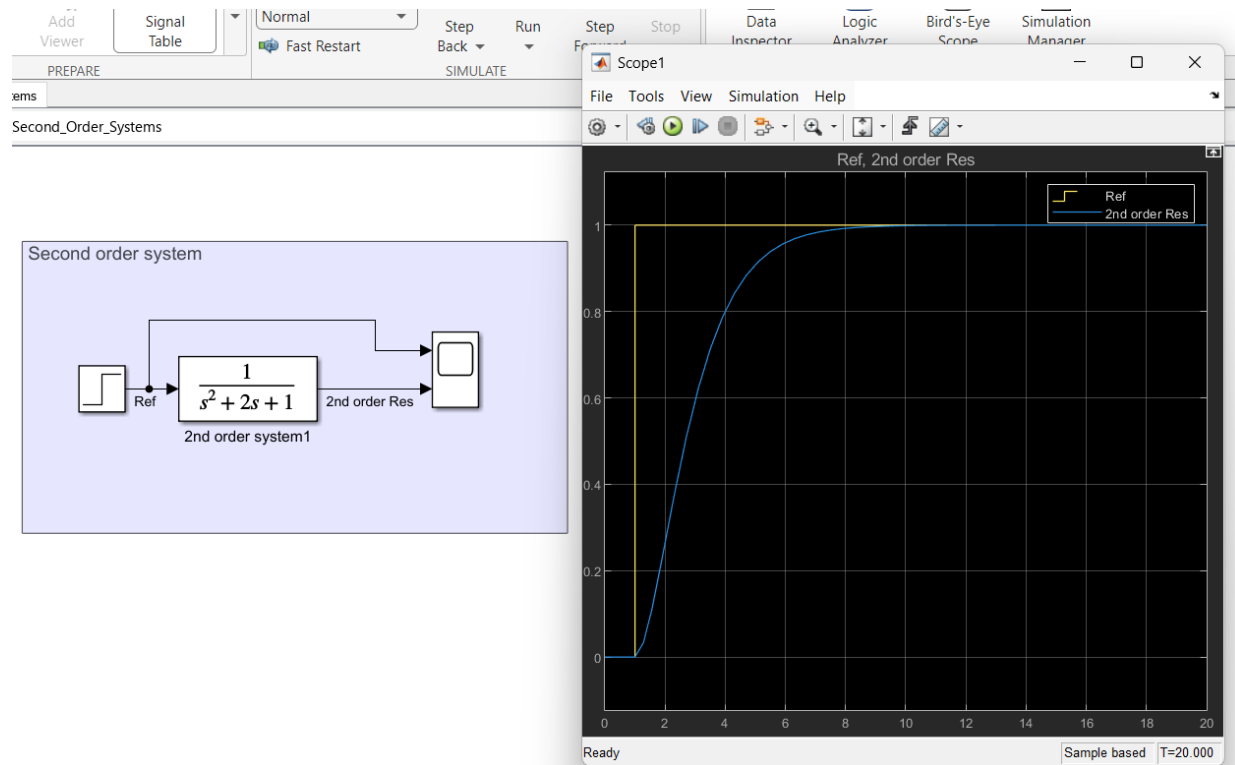 Add
Viewer
Signal
Table
Normal
Fast Restart
Step
Back
Run
Step
Forward
Stop
Data
Inspector
Logic
Analyzer
Bird's-Eye
Scope
Simulation
Manager
PREPARE
SIMULATE
Second_Order_Systems
Second order system
Ref
1
s² + 2s + 1
2nd order Res
2nd order system1
Scope1
File Tools View Simulation Help
Ref, 2nd order Res
Ref
2nd order Res
1
0.8
0.6
0.4
0.2
0
0 2 4 6 8 10 12 14 16 18 20
Ready
Sample based T=20.000